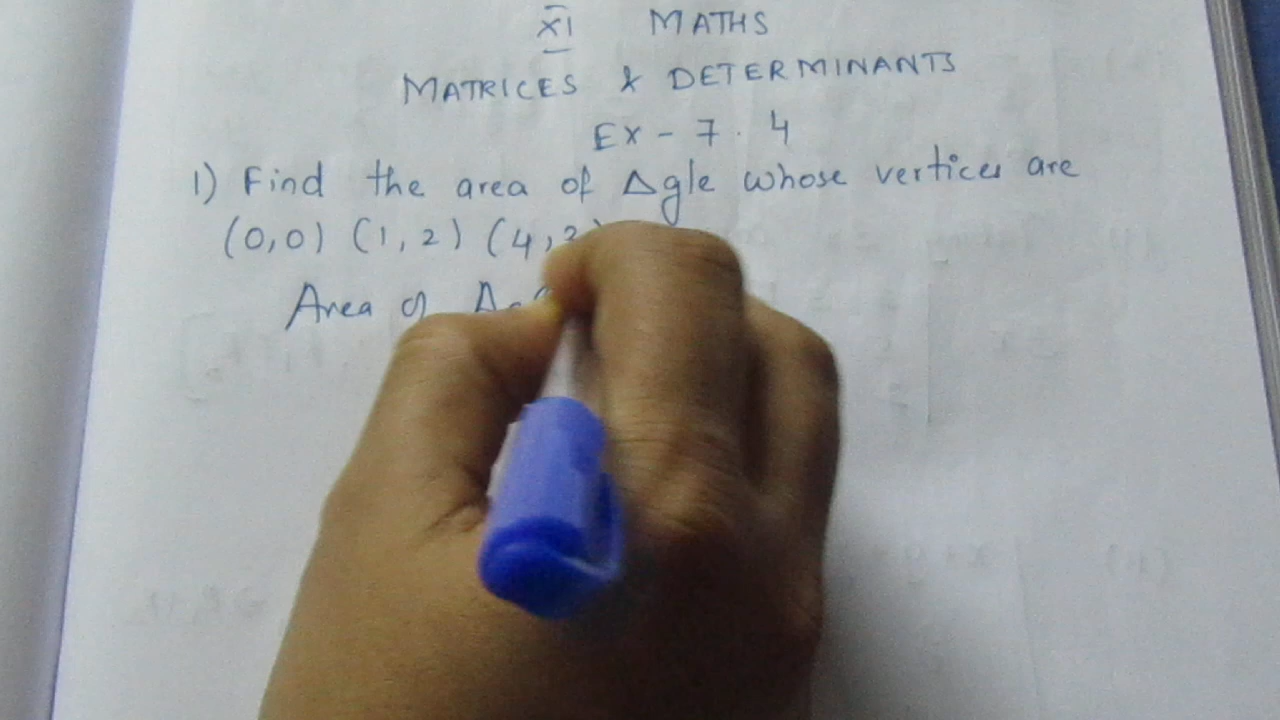 XI MATHS
MATRICES & DETERMINANTS
EX - 7.4
1) Find the area of Δgle whose vertices are
(0,0) (1,2) (4,3)
Area of